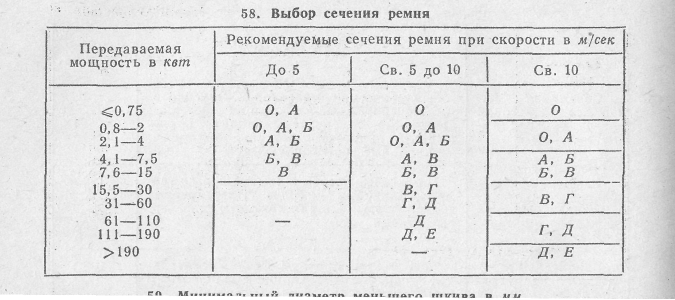 58. Выбор сечения ремня
Передаваемая мощность в квт | Рекомендуемые сечения ремня при скорости в м/сек
До 5 | Св. 5 до 10 | Св. 10
⩽0,75 | О, А | О | О
0,8—2 | О, А, Б | О, А | О, А
2,1—4 | А, Б | О, А, Б
4,1—7,5 | Б, В | А, В | А, Б
7,6—15 | В | Б, В | Б, В
15,5—30 | — | В, Г | В, Г
31—60 | Г, Д
61—110 | Д | Г, Д
111—190 | Д, Е
>190 | — | Д, Е
59. Минимальный диаметр меньшего шкива в мм